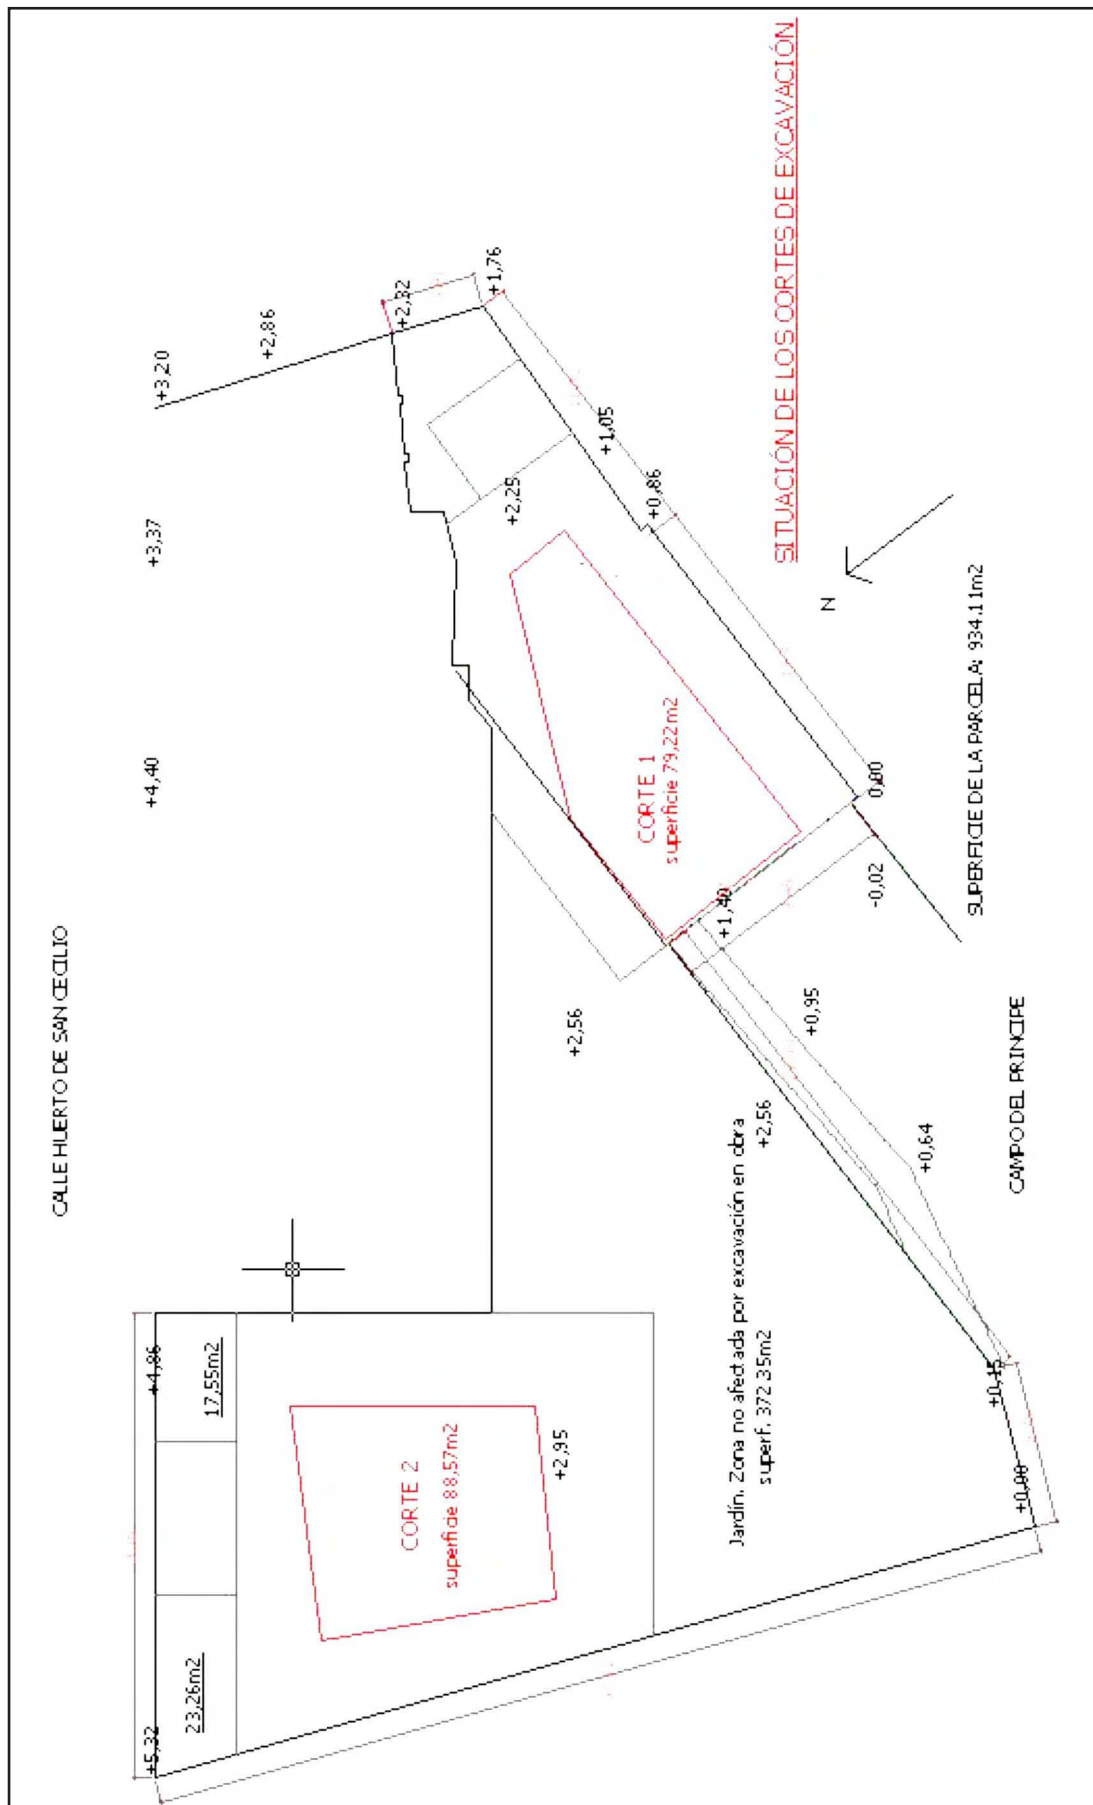 CALLE HUERTO DE SAN CECILIO
+5,32
+4,86
+4,40
+3,37
+3,20
+2,86
+2,32
+1,76
23,26m2
17,55m2
CORTE 2
superficie 88,57m2
+2,95
+2,56
+2,25
+1,05
+0,86
CORTE 1
superficie 79,22m2
+1,40
0,00
-0,02
+0,95
+2,56
+0,64
Jardín. Zona no afectada por excavación en obra
superf. 372.35m2
+0,15
+0,00
CAMPO DEL PRINCIPE
N
SUPERFICIE DE LA PARCELA: 934.11m2
SITUACIÓN DE LOS CORTES DE EXCAVACIÓN